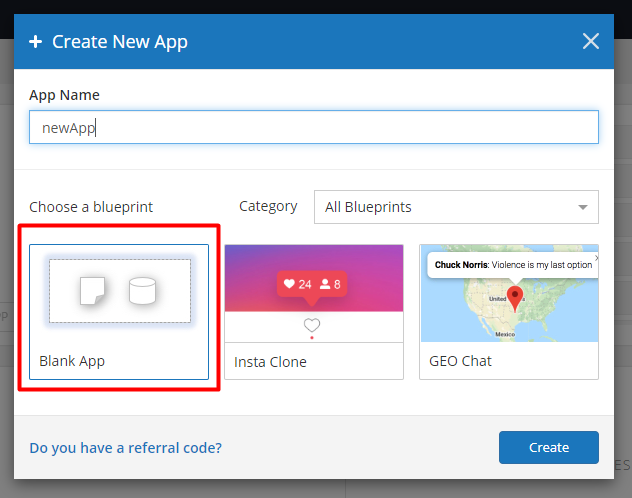 Create New App
App Name
newApp
Choose a blueprint
Category
All Blueprints
24 8
Chuck Norris: Violence is my last option
United States
Mexico
Blank App
Insta Clone
GEO Chat
Do you have a referral code?
Create